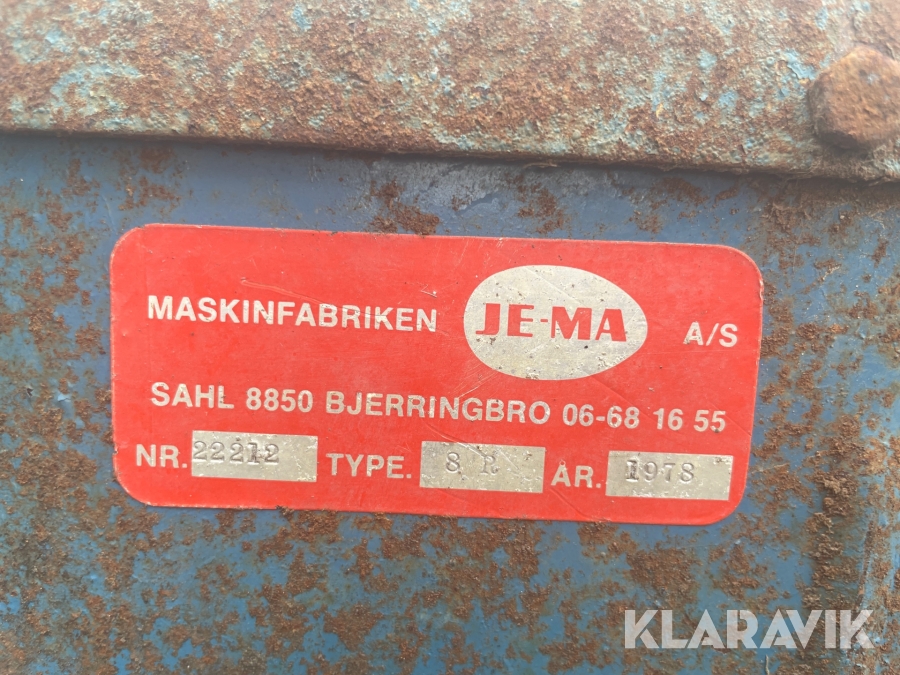 MASKINFABRIKEN JE-MA A/S
SAHL 8850 BJERRINGBRO 06-68 16 55
NR. 22212 TYPE. 8 R ÅR. 1978
KLARAVIK